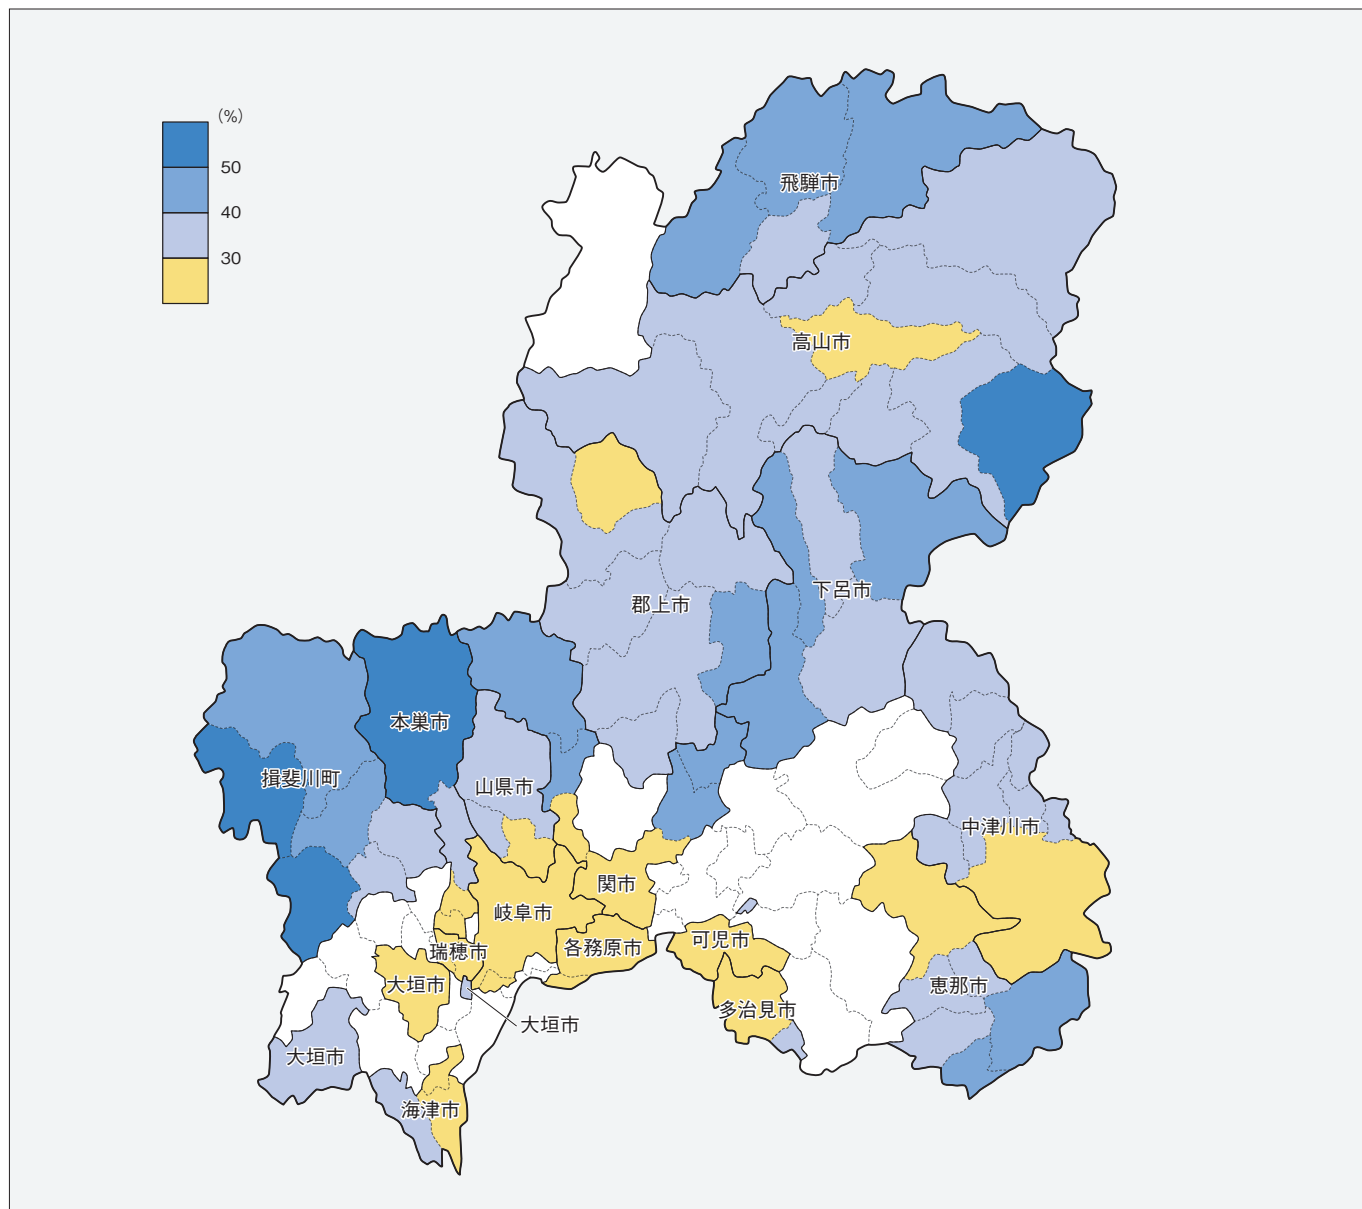 （%）
50
40
30
飛騨市
高山市
下呂市
郡上市
本巣市
揖斐川町
山県市
中津川市
関市
岐阜市
可児市
各務原市
瑞穂市
大垣市
恵那市
多治見市
大垣市
大垣市
海津市